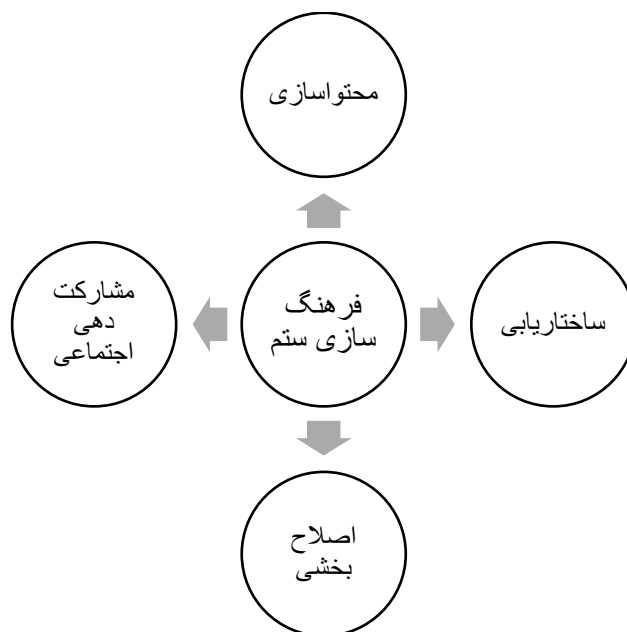 محتواسازی
مشارکت
دهی
اجتماعی
فرهنگ
سازی ستم
ساختاریابی
اصلاح
بخشی